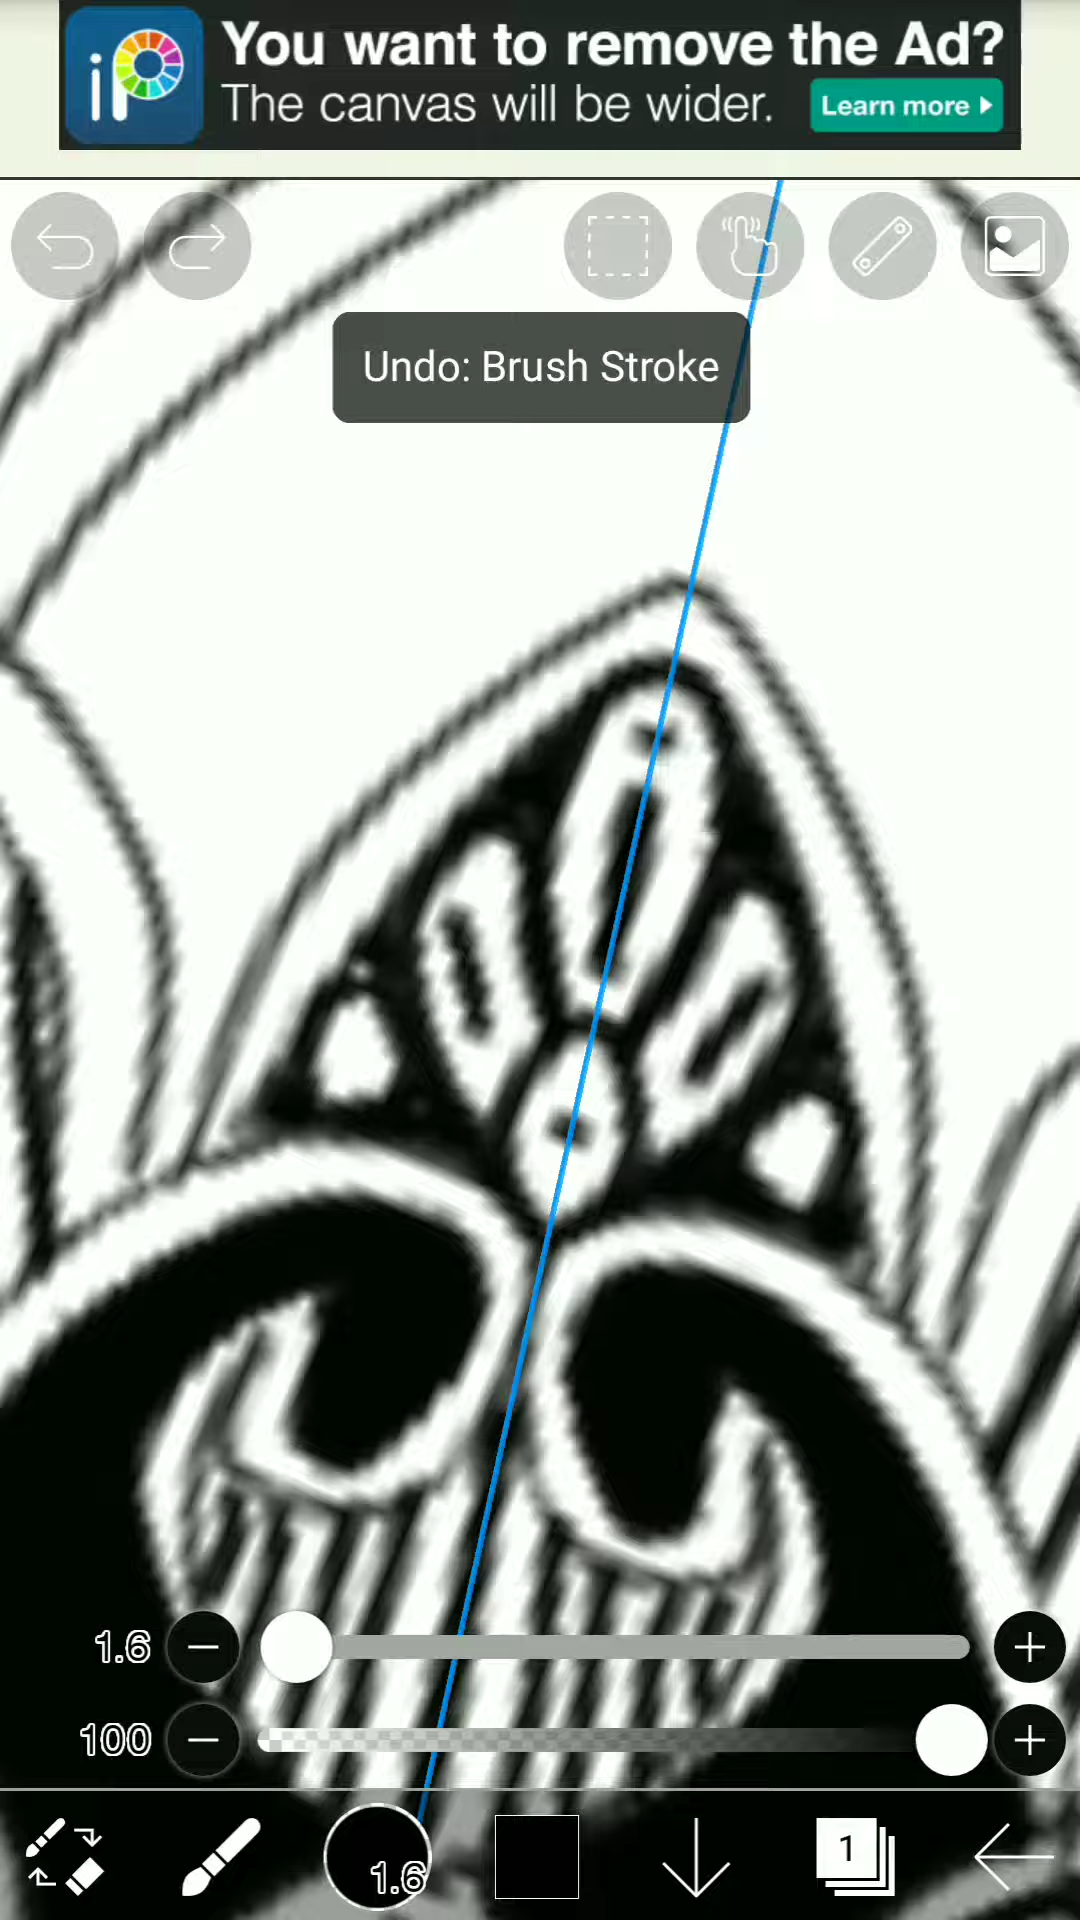 iP
You want to remove the Ad?
The canvas will be wider.
Learn more
Undo: Brush Stroke
1.6
100
1.6
1